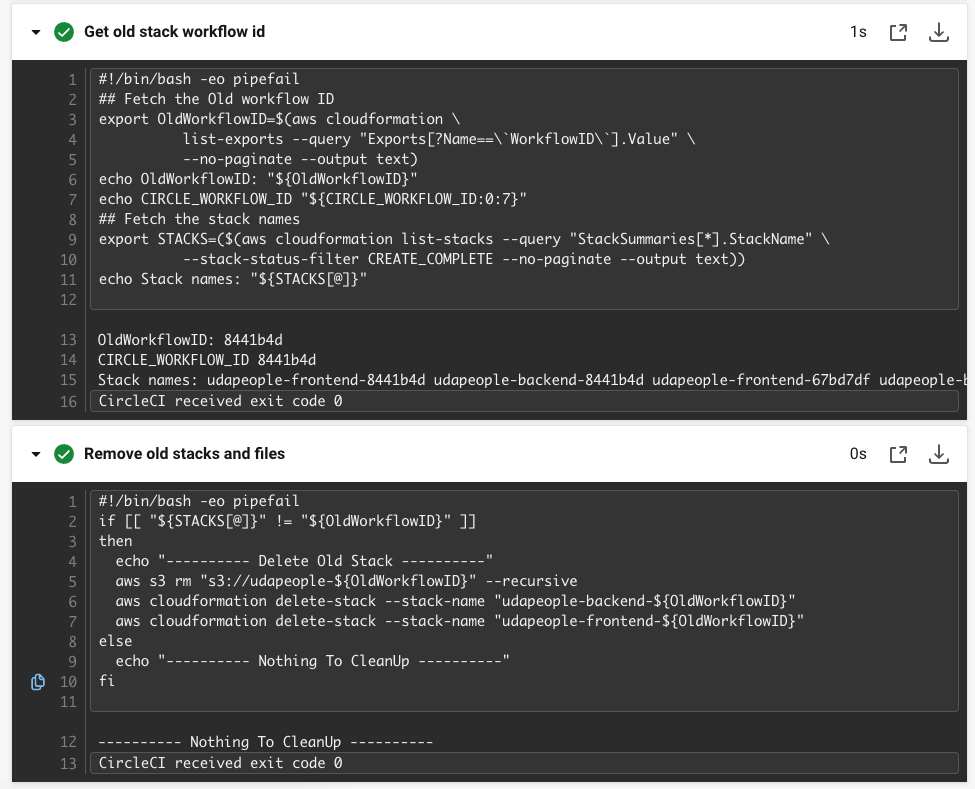 Get old stack workflow id 1s
1 #!/bin/bash -eo pipefail
2 ## Fetch the Old workflow ID
3 export OldWorkflowID=$(aws cloudformation \
4           list-exports --query "Exports[?Name==\`WorkflowID\`].Value" \
5           --no-paginate --output text)
6 echo OldWorkflowID: "${OldWorkflowID}"
7 echo CIRCLE_WORKFLOW_ID "${CIRCLE_WORKFLOW_ID:0:7}"
8 ## Fetch the stack names
9 export STACKS=($(aws cloudformation list-stacks --query "StackSummaries[*].StackName" \
10           --stack-status-filter CREATE_COMPLETE --no-paginate --output text))
11 echo Stack names: "${STACKS[@]}"
12
13 OldWorkflowID: 8441b4d
14 CIRCLE_WORKFLOW_ID 8441b4d
15 Stack names: udapeople-frontend-8441b4d udapeople-backend-8441b4d udapeople-frontend-67bd7df udapeople-b
16 CircleCI received exit code 0
Remove old stacks and files 0s
1 #!/bin/bash -eo pipefail
2 if [[ "${STACKS[@]}" != "${OldWorkflowID}" ]]
3 then
4   echo "---------- Delete Old Stack ----------"
5   aws s3 rm "s3://udapeople-${OldWorkflowID}" --recursive
6   aws cloudformation delete-stack --stack-name "udapeople-backend-${OldWorkflowID}"
7   aws cloudformation delete-stack --stack-name "udapeople-frontend-${OldWorkflowID}"
8 else
9   echo "---------- Nothing To CleanUp ----------"
10 fi
11
12 ---------- Nothing To CleanUp ----------
13 CircleCI received exit code 0